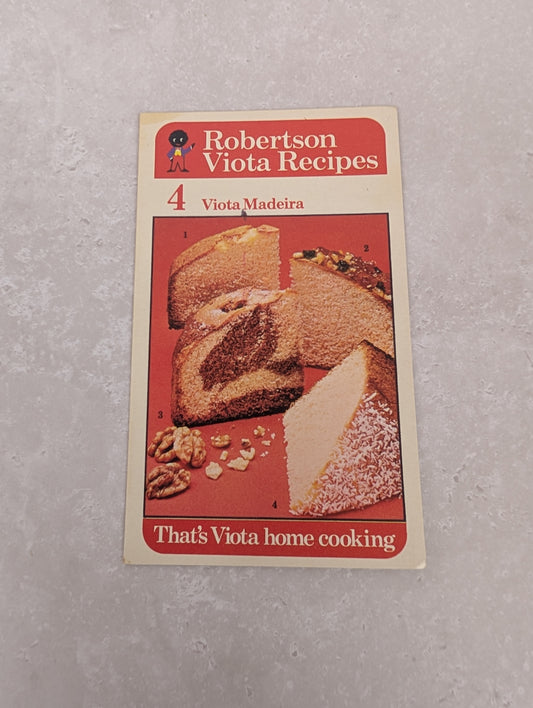 Robertson
Viota Recipes
4 Viota Madeira
1
2
3
4
That's Viota home cooking